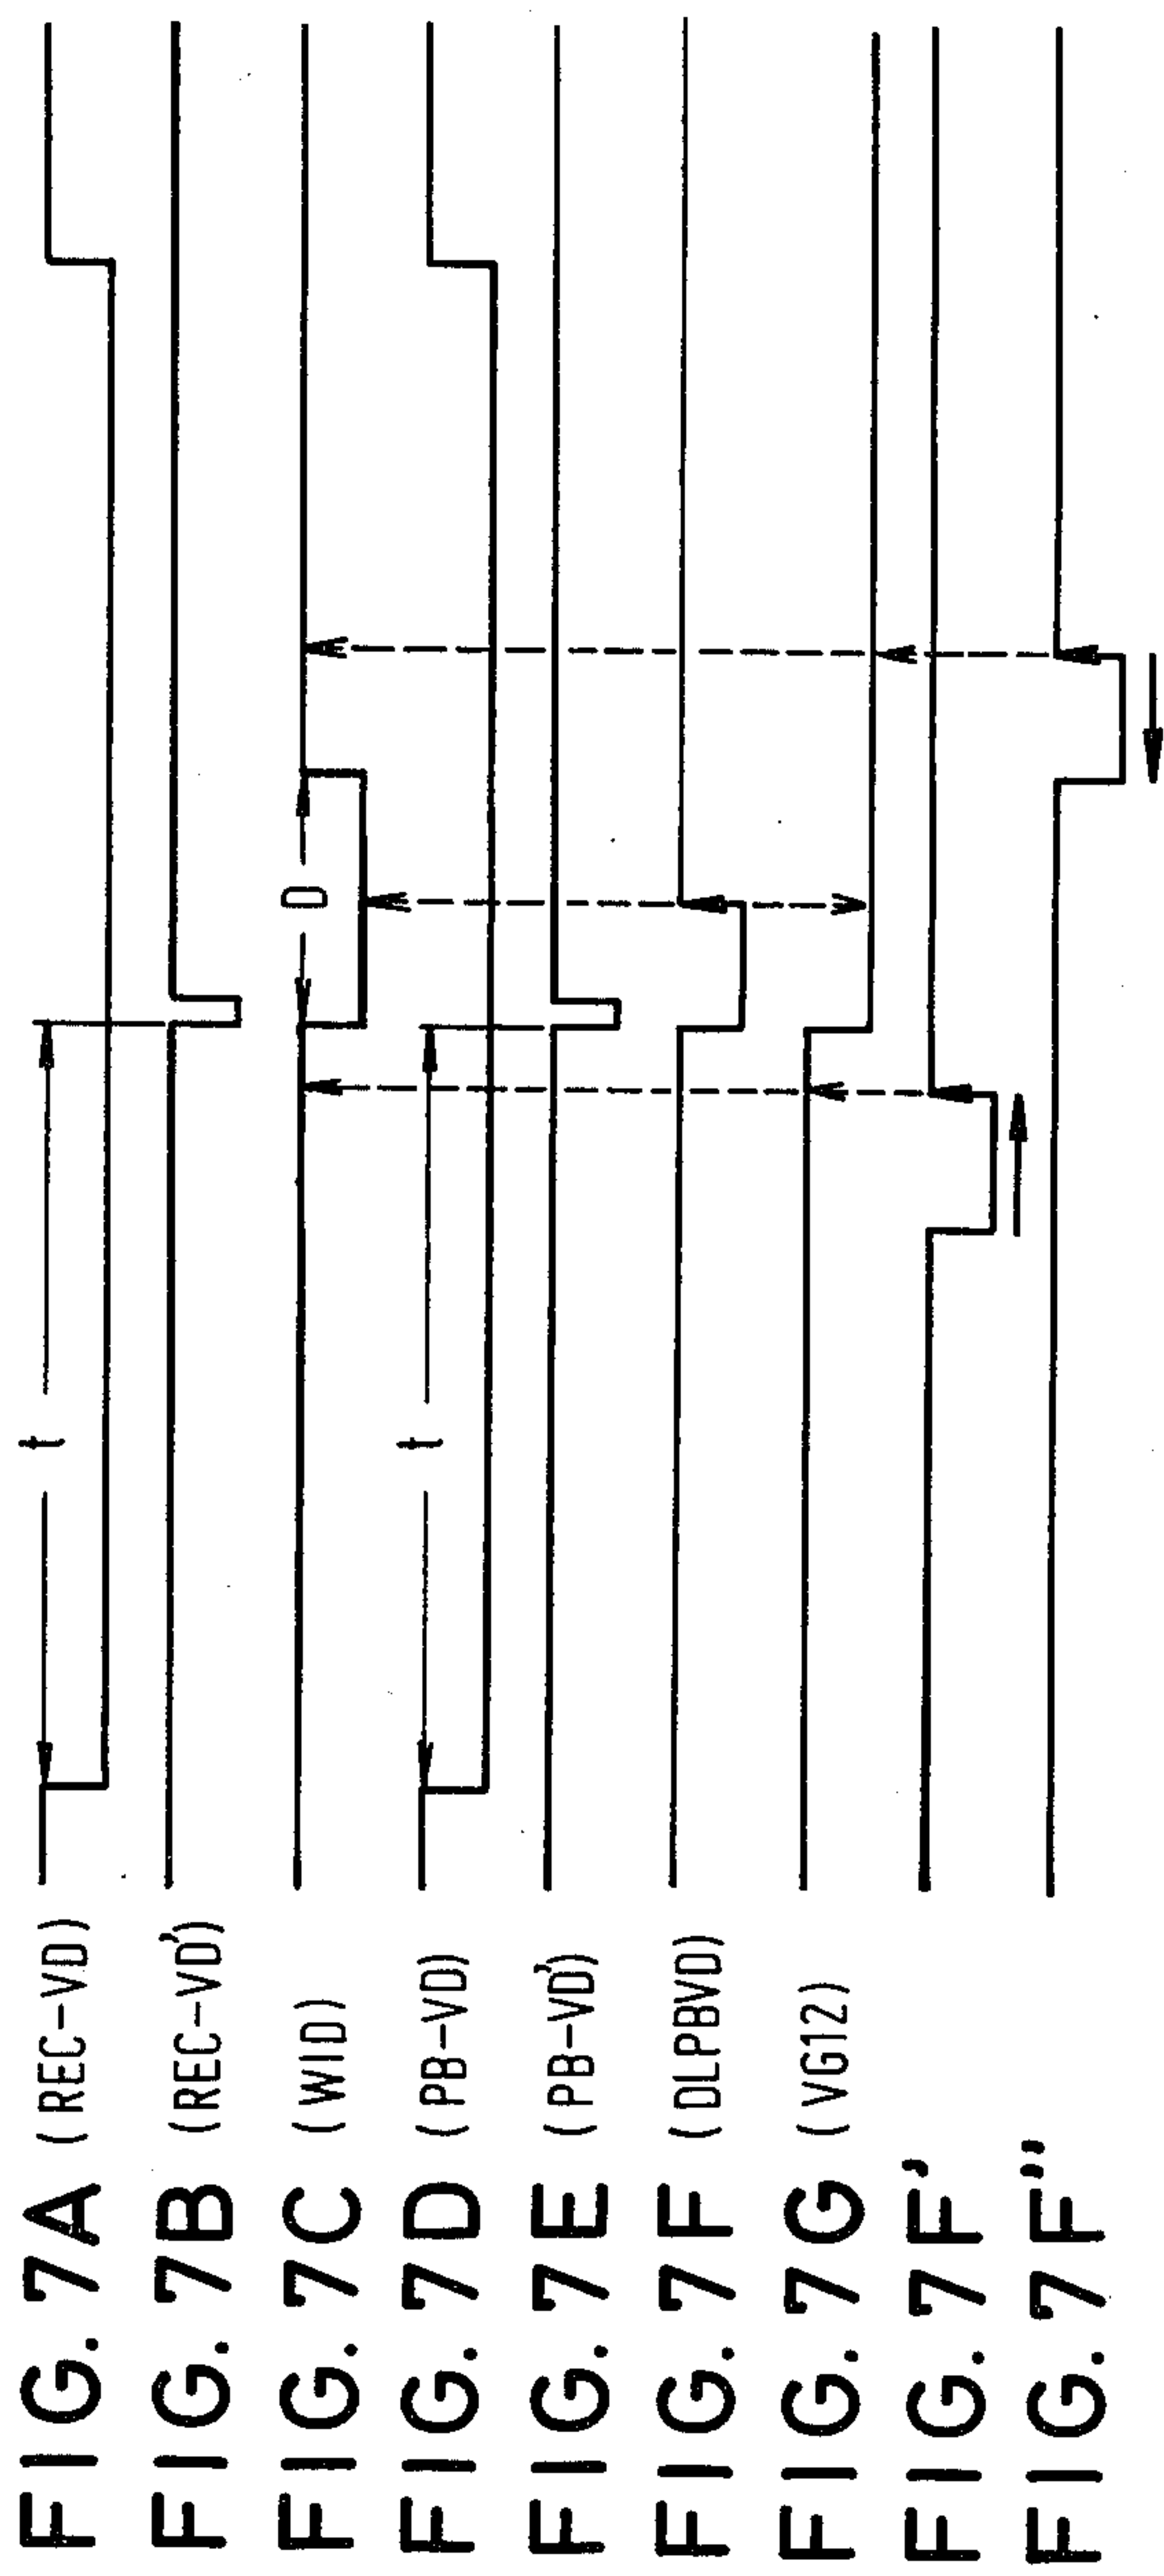 FIG. 7A (REC-VD)
t
FIG. 7B (REC-VD')
FIG. 7C (WID)
D
FIG. 7D (PB-VD)
t
FIG. 7E (PB-VD')
FIG. 7F (DLPBVD)
FIG. 7G (VG12)
FIG. 7F'
FIG. 7F"